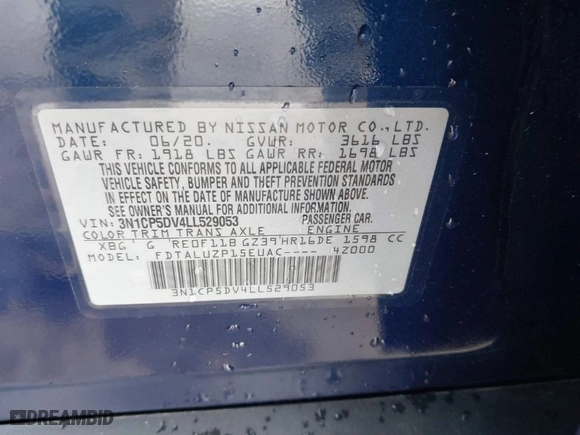 MANUFACTURED BY NISSAN MOTOR CO.,LTD.
DATE: 06/20. GVWR: 3616 LBS
GAWR FR: 1918 LBS GAWR RR: 1698 LBS
THIS VEHICLE CONFORMS TO ALL APPLICABLE FEDERAL MOTOR
VEHICLE SAFETY, BUMPER AND THEFT PREVENTION STANDARDS
IN EFFECT ON THE DATE OF MANUFACTURE SHOWN ABOVE.
SEE OWNER'S MANUAL FOR ADDITIONAL INFORMATION
VIN: 3N1CP5DV4LL529053 PASSENGER CAR.
COLOR TRIM TRANS AXLE ENGINE
XBG G RE0F11B GZ39 HR16DE 1598 CC
MODEL: FDTALUZP15EUAC---- 42000
3N1CP5DV4LL529053
DREAMBID